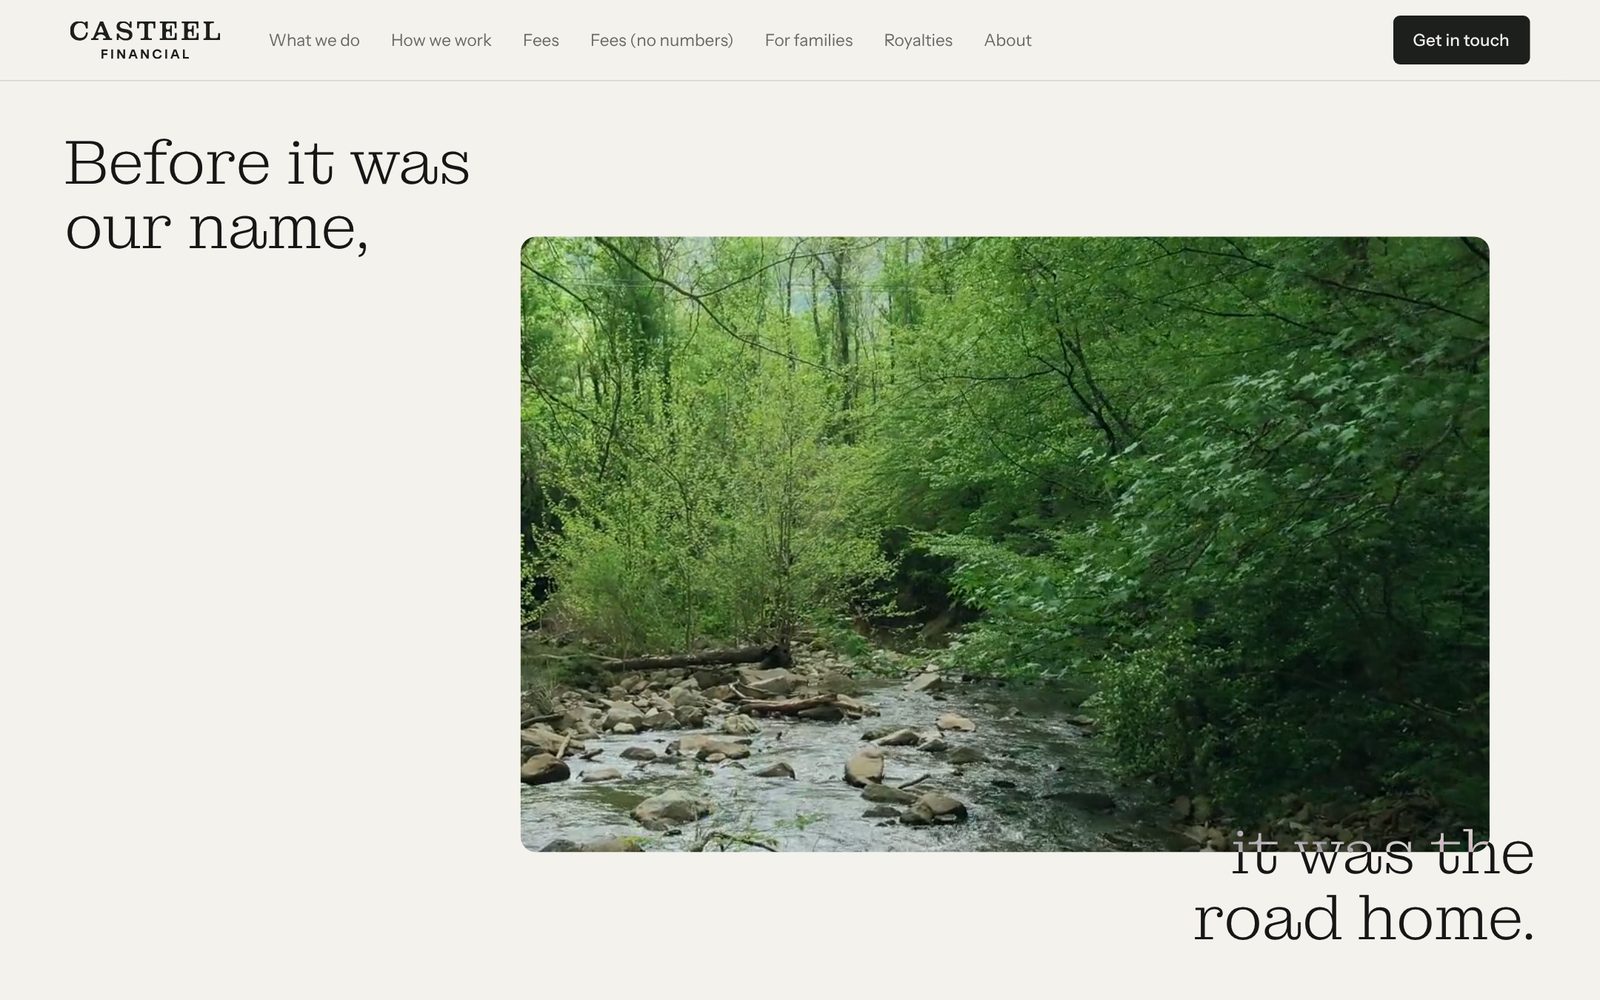 CASTEEL
FINANCIAL
What we do
How we work
Fees
Fees (no numbers)
For families
Royalties
About
Get in touch
Before it was
our name,
it was the
road home.